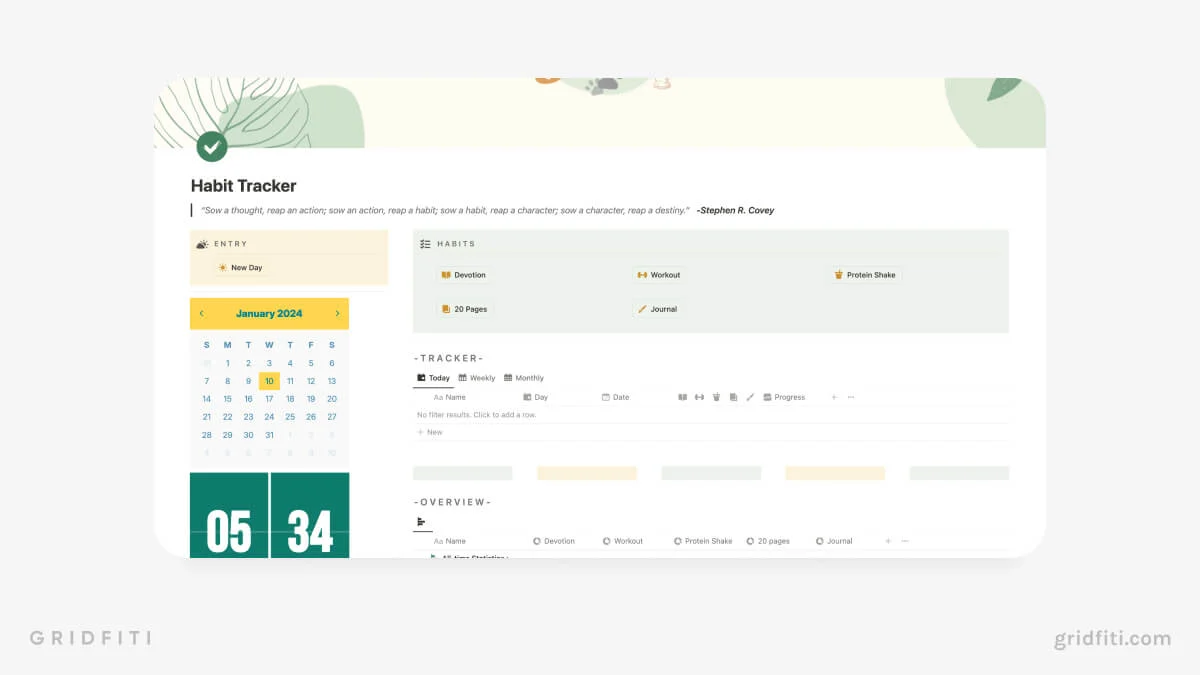 Habit Tracker
“Sow a thought, reap an action; sow an action, reap a habit; sow a habit, reap a character; sow a character, reap a destiny.” -Stephen R. Covey
ENTRY
New Day
January 2024
S M T W T F S
31 1 2 3 4 5 6
7 8 9 10 11 12 13
14 15 16 17 18 19 20
21 22 23 24 25 26 27
28 29 30 31 1 2 3
4 5 6 7 8 9 10
05 34
HABITS
Devotion Workout Protein Shake
20 Pages Journal
-TRACKER-
Today Weekly Monthly
Aa Name Day Date Progress
No filter results. Click to add a row.
+ New
-OVERVIEW-
Aa Name Devotion Workout Protein Shake 20 pages Journal
All-time Statistics
GRIDFITI
gridfiti.com